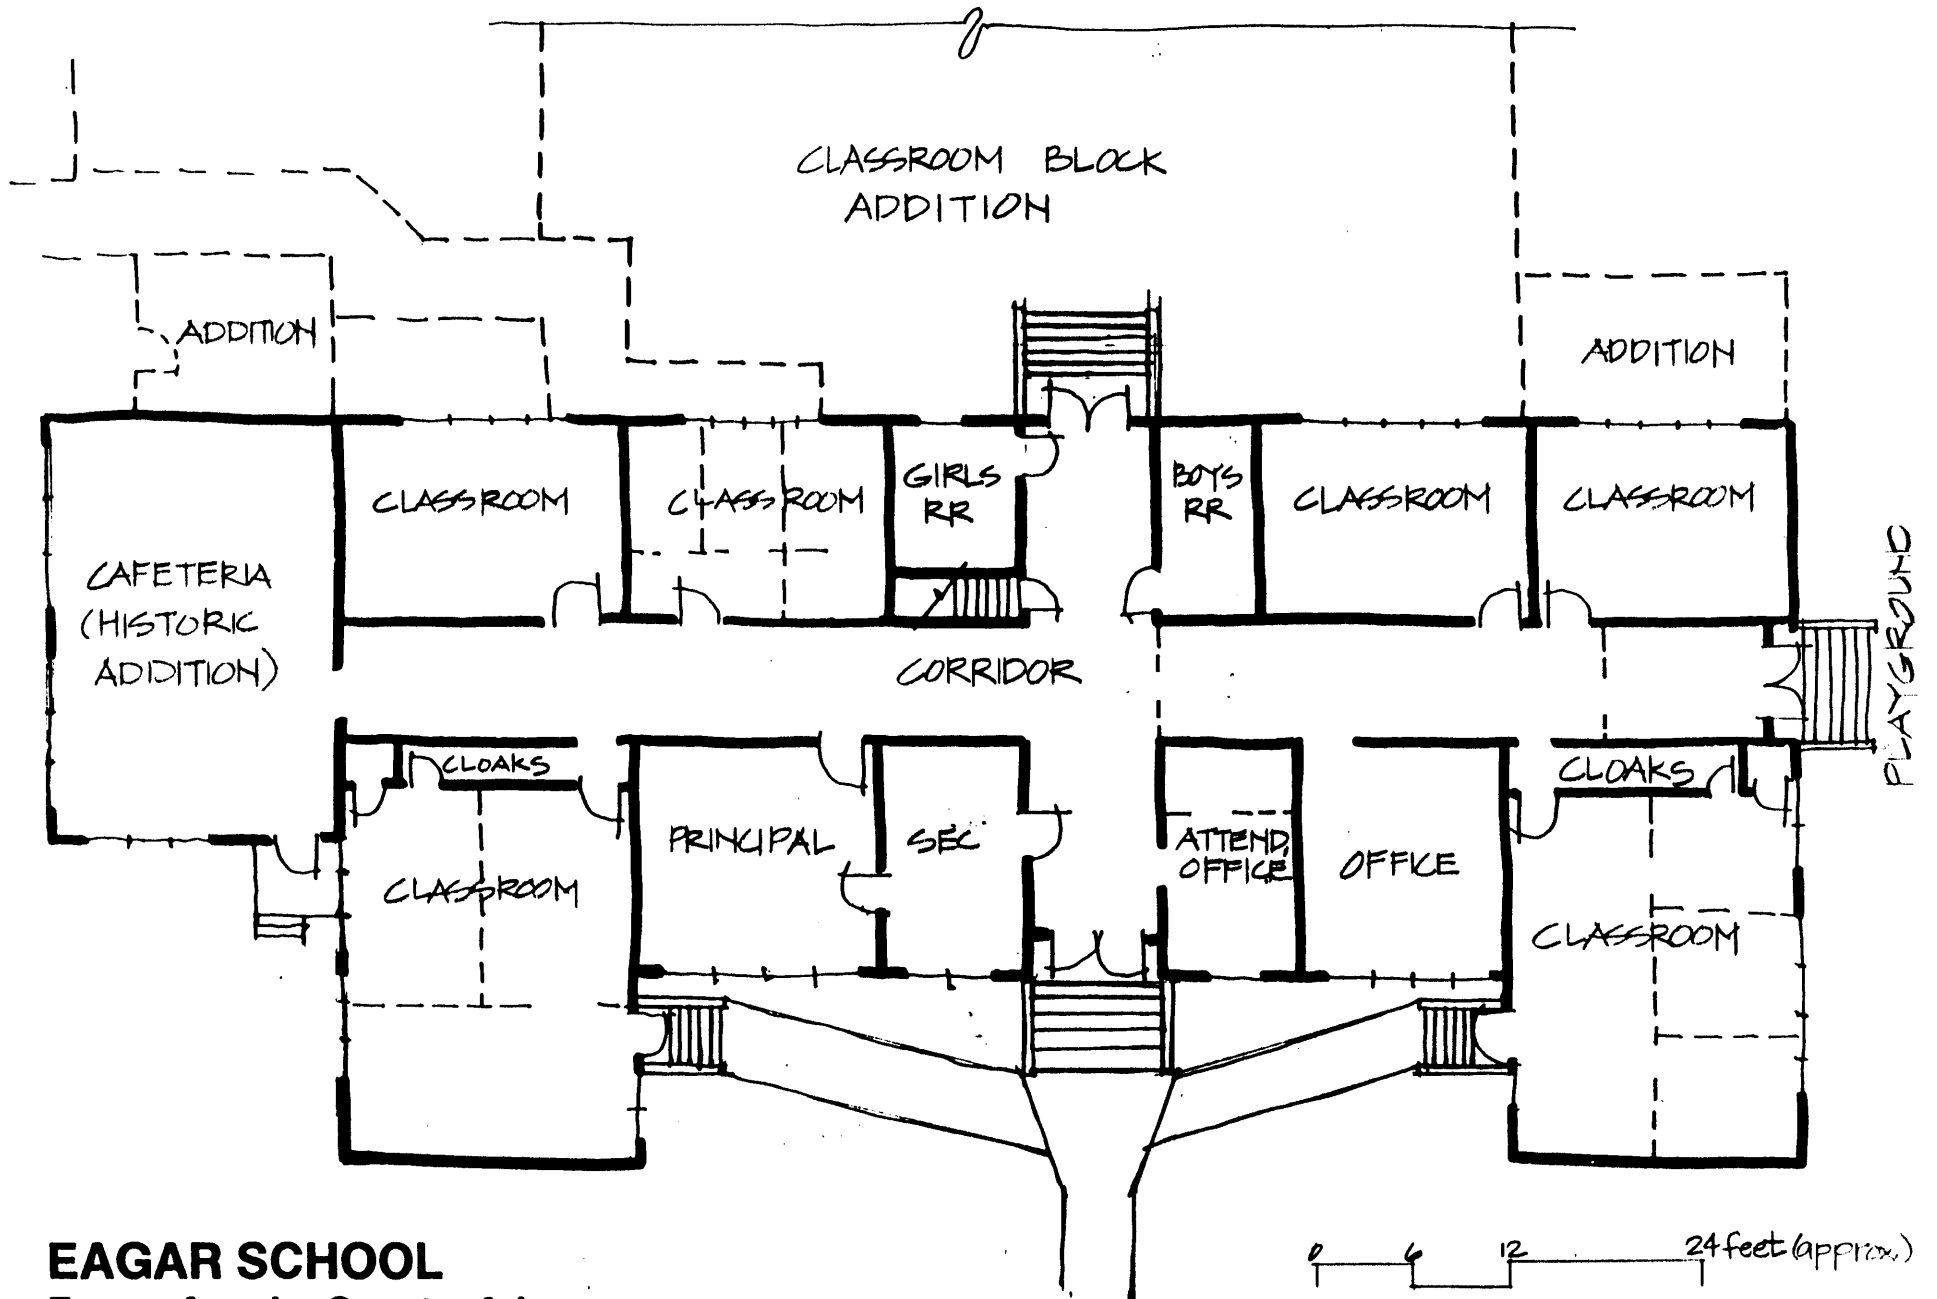 CLASSROOM BLOCK
ADDITION
ADDITION
ADDITION
CLASSROOM
CLASSROOM
GIRLS
RR
BOYS
RR
CLASSROOM
CLASSROOM
CAFETERIA
(HISTORIC
ADDITION)
CORRIDOR
PLAYGROUND
CLOAKS
CLOAKS
PRINCIPAL
SEC
ATTEND.
OFFICE
OFFICE
CLASSROOM
CLASSROOM
0 6 12 24 feet (approx.)
EAGAR SCHOOL